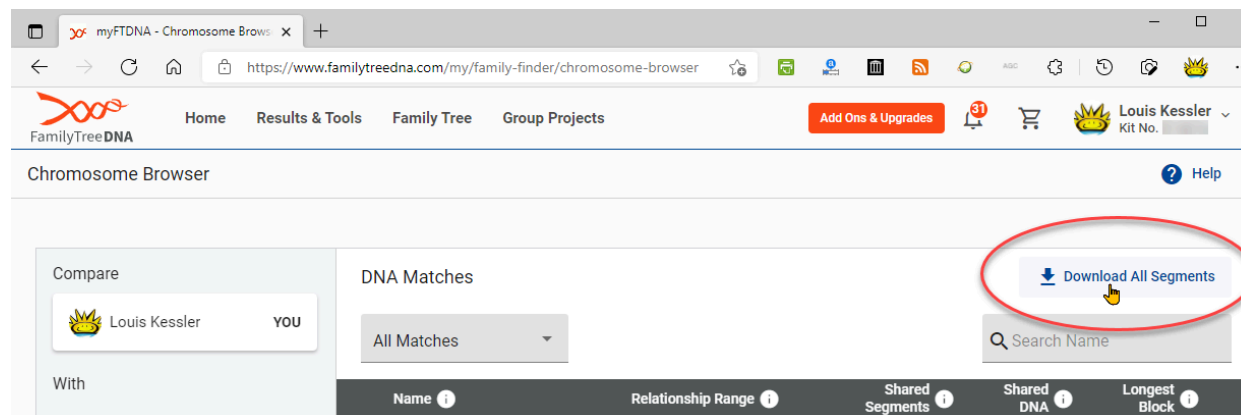 myFTDNA - Chromosome Brows
https://www.familytreedna.com/my/family-finder/chromosome-browser
ABC
FamilyTreeDNA
Home Results & Tools Family Tree Group Projects
Add Ons & Upgrades
31
Louis Kessler
Kit No.
Chromosome Browser
Help
Compare
DNA Matches
Download All Segments
Louis Kessler YOU
All Matches
Search Name
With
Name Relationship Range Shared Segments Shared DNA Longest Block